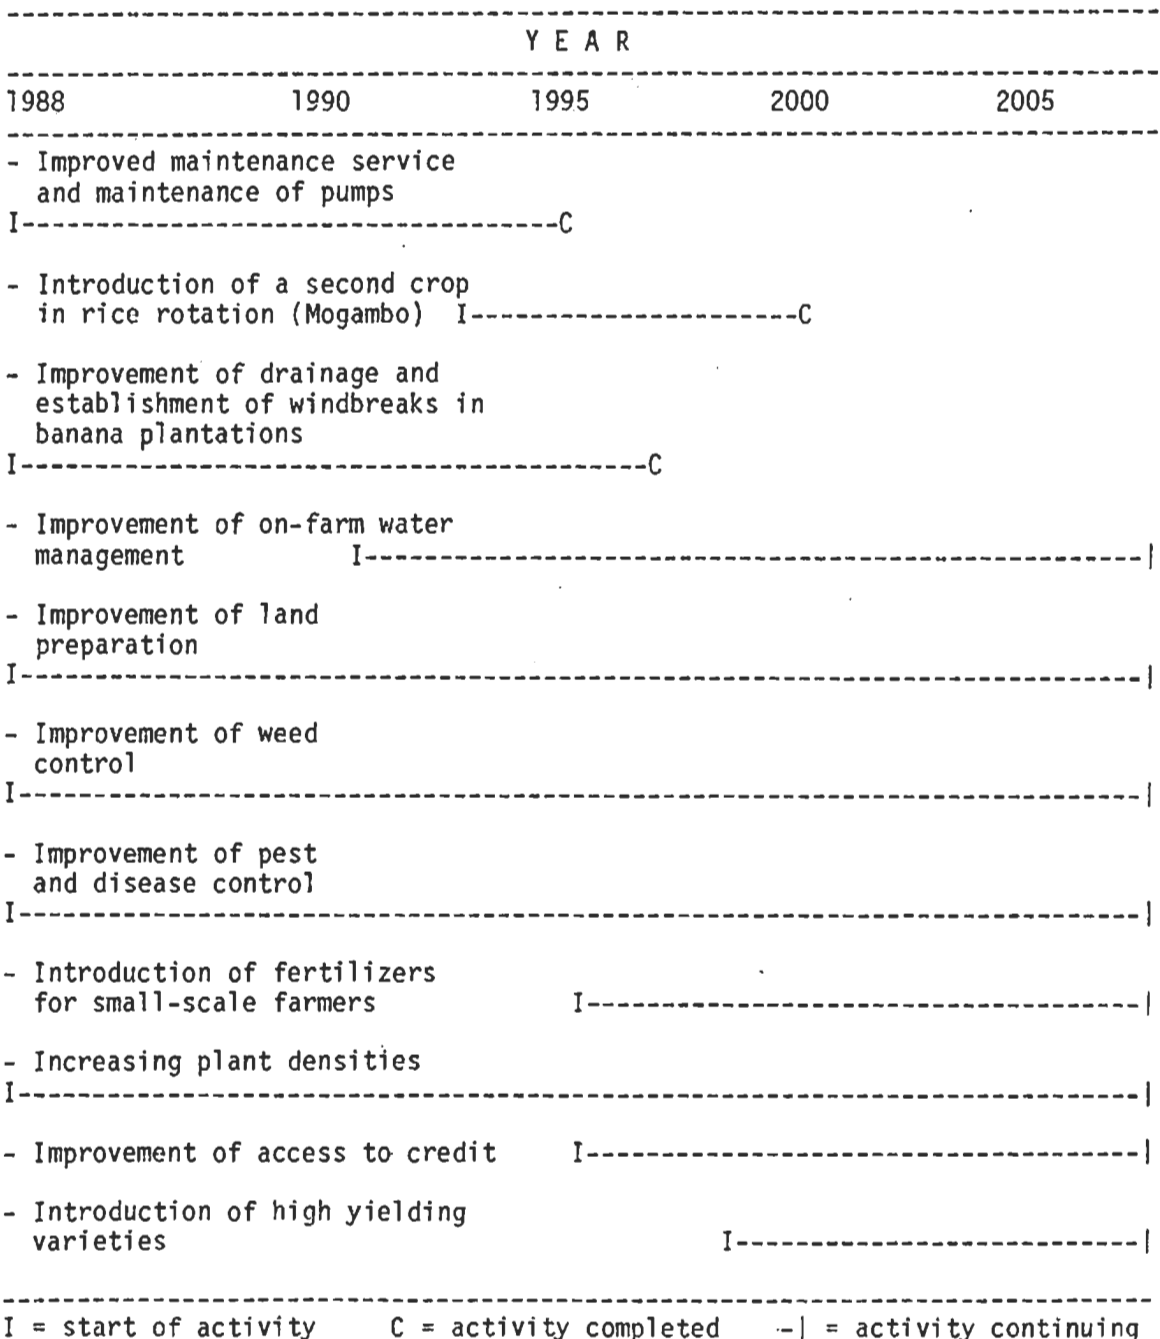 Y E A R
1988 1990 1995 2000 2005
- Improved maintenance service
and maintenance of pumps
I------------------------------------C
- Introduction of a second crop
in rice rotation (Mogambo) I----------------------C
- Improvement of drainage and
establishment of windbreaks in
banana plantations
I------------------------------------------C
- Improvement of on-farm water
management I----------------------------------------------------|
- Improvement of land
preparation
I---------------------------------------------------------------------------|
- Improvement of weed
control
I---------------------------------------------------------------------------|
- Improvement of pest
and disease control
I---------------------------------------------------------------------------|
- Introduction of fertilizers
for small-scale farmers I-------------------------------------|
- Increasing plant densities
I---------------------------------------------------------------------------|
- Improvement of access to credit I-------------------------------------|
- Introduction of high yielding
varieties I---------------------------|
I = start of activity C = activity completed -| = activity continuing